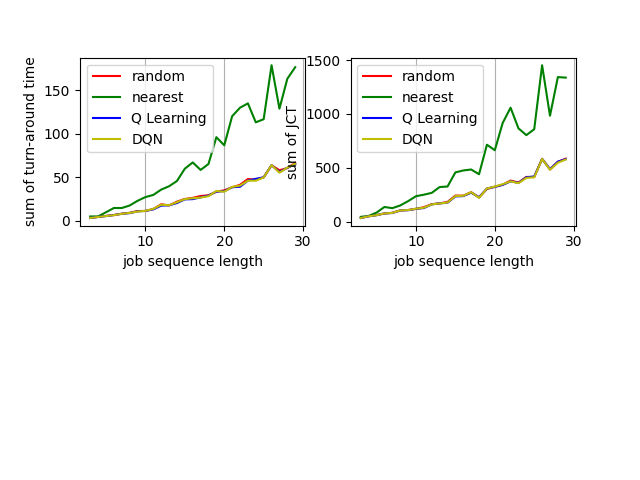 sum of turn-around time
150
100
50
0
random
nearest
Q Learning
DQN
10
20
30
job sequence length
sum of JCT
1500
1000
500
0
random
nearest
Q Learning
DQN
10
20
30
job sequence length